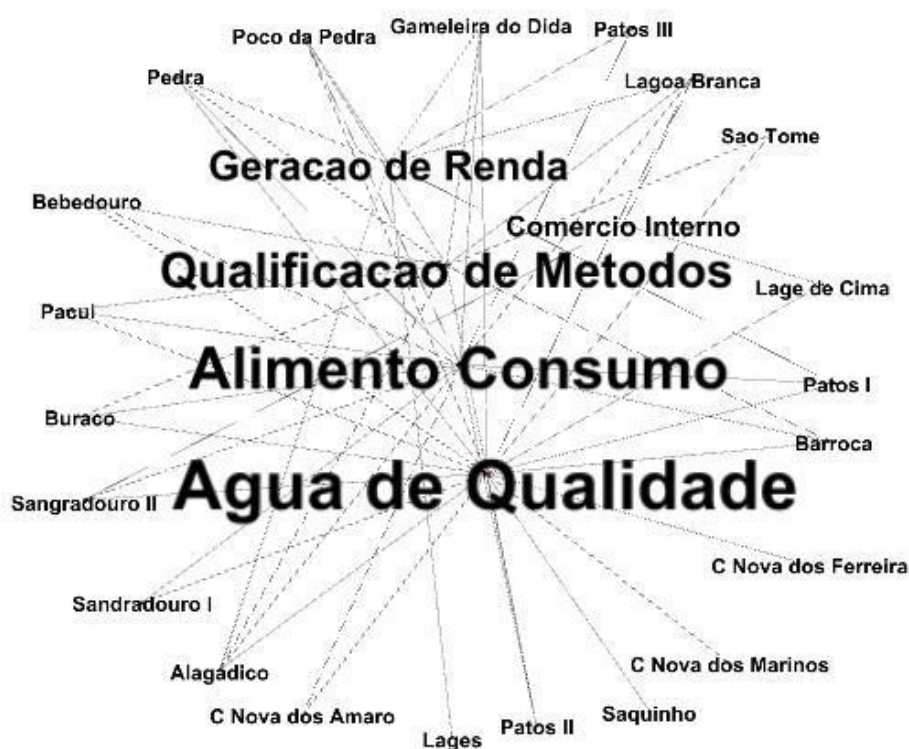 Gameleira do Dida
Patos III
Poco da Pedra
Pedra
Lagoa Branca
Sao Tome
Geracao de Renda
Bebedouro
Comercio Interno
Qualificacao de Metodos
Lage de Cima
Pacui
Alimento Consumo
Patos I
Buraco
Barroca
Agua de Qualidade
Sangradouro II
C Nova dos Ferreira
Sandradouro I
C Nova dos Marinos
Alagádico
C Nova dos Amaro
Saquinho
Patos II
Lages